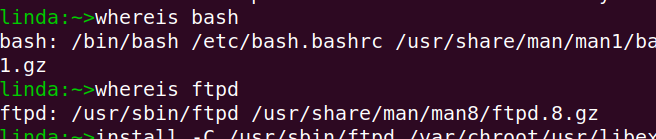 linda:~>whereis bash
bash: /bin/bash /etc/bash.bashrc /usr/share/man/man1/ba
1.gz
linda:~>whereis ftpd
ftpd: /usr/sbin/ftpd /usr/share/man/man8/ftpd.8.gz
linda:~>install -C /usr/sbin/ftpd /var/chroot/usr/libex